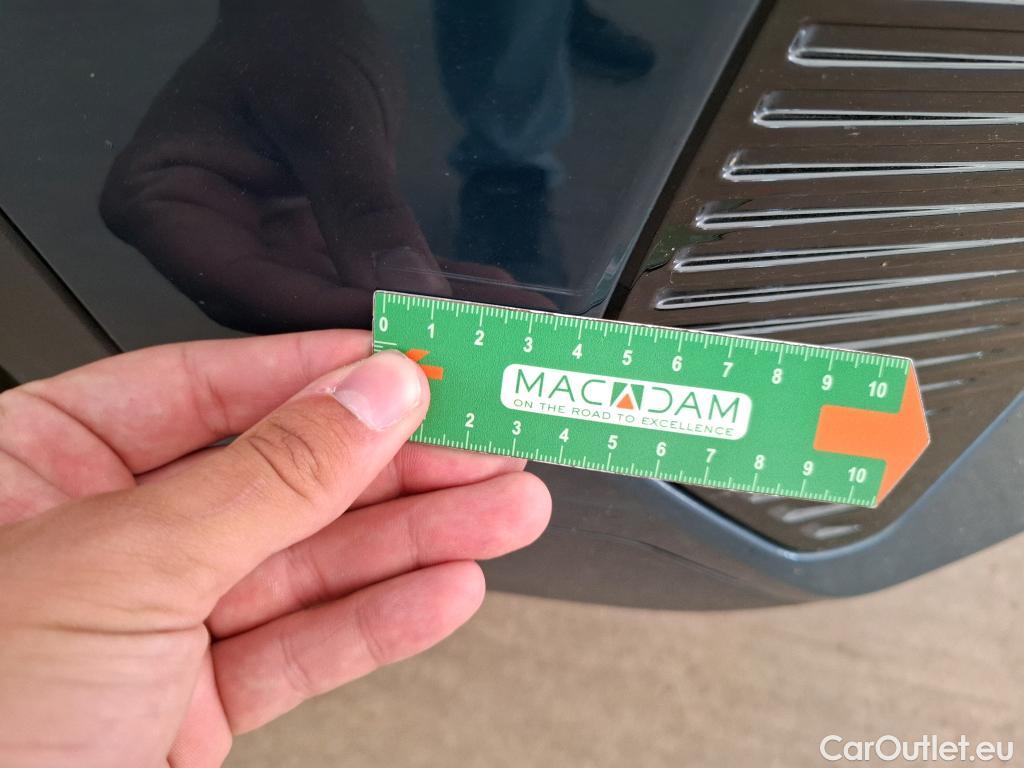 0 1 2 3 4 5 6 7 8 9 10
MACADAM
ON THE ROAD TO EXCELLENCE
2 3 4 5 6 7 8 9 10
CarOutlet.eu